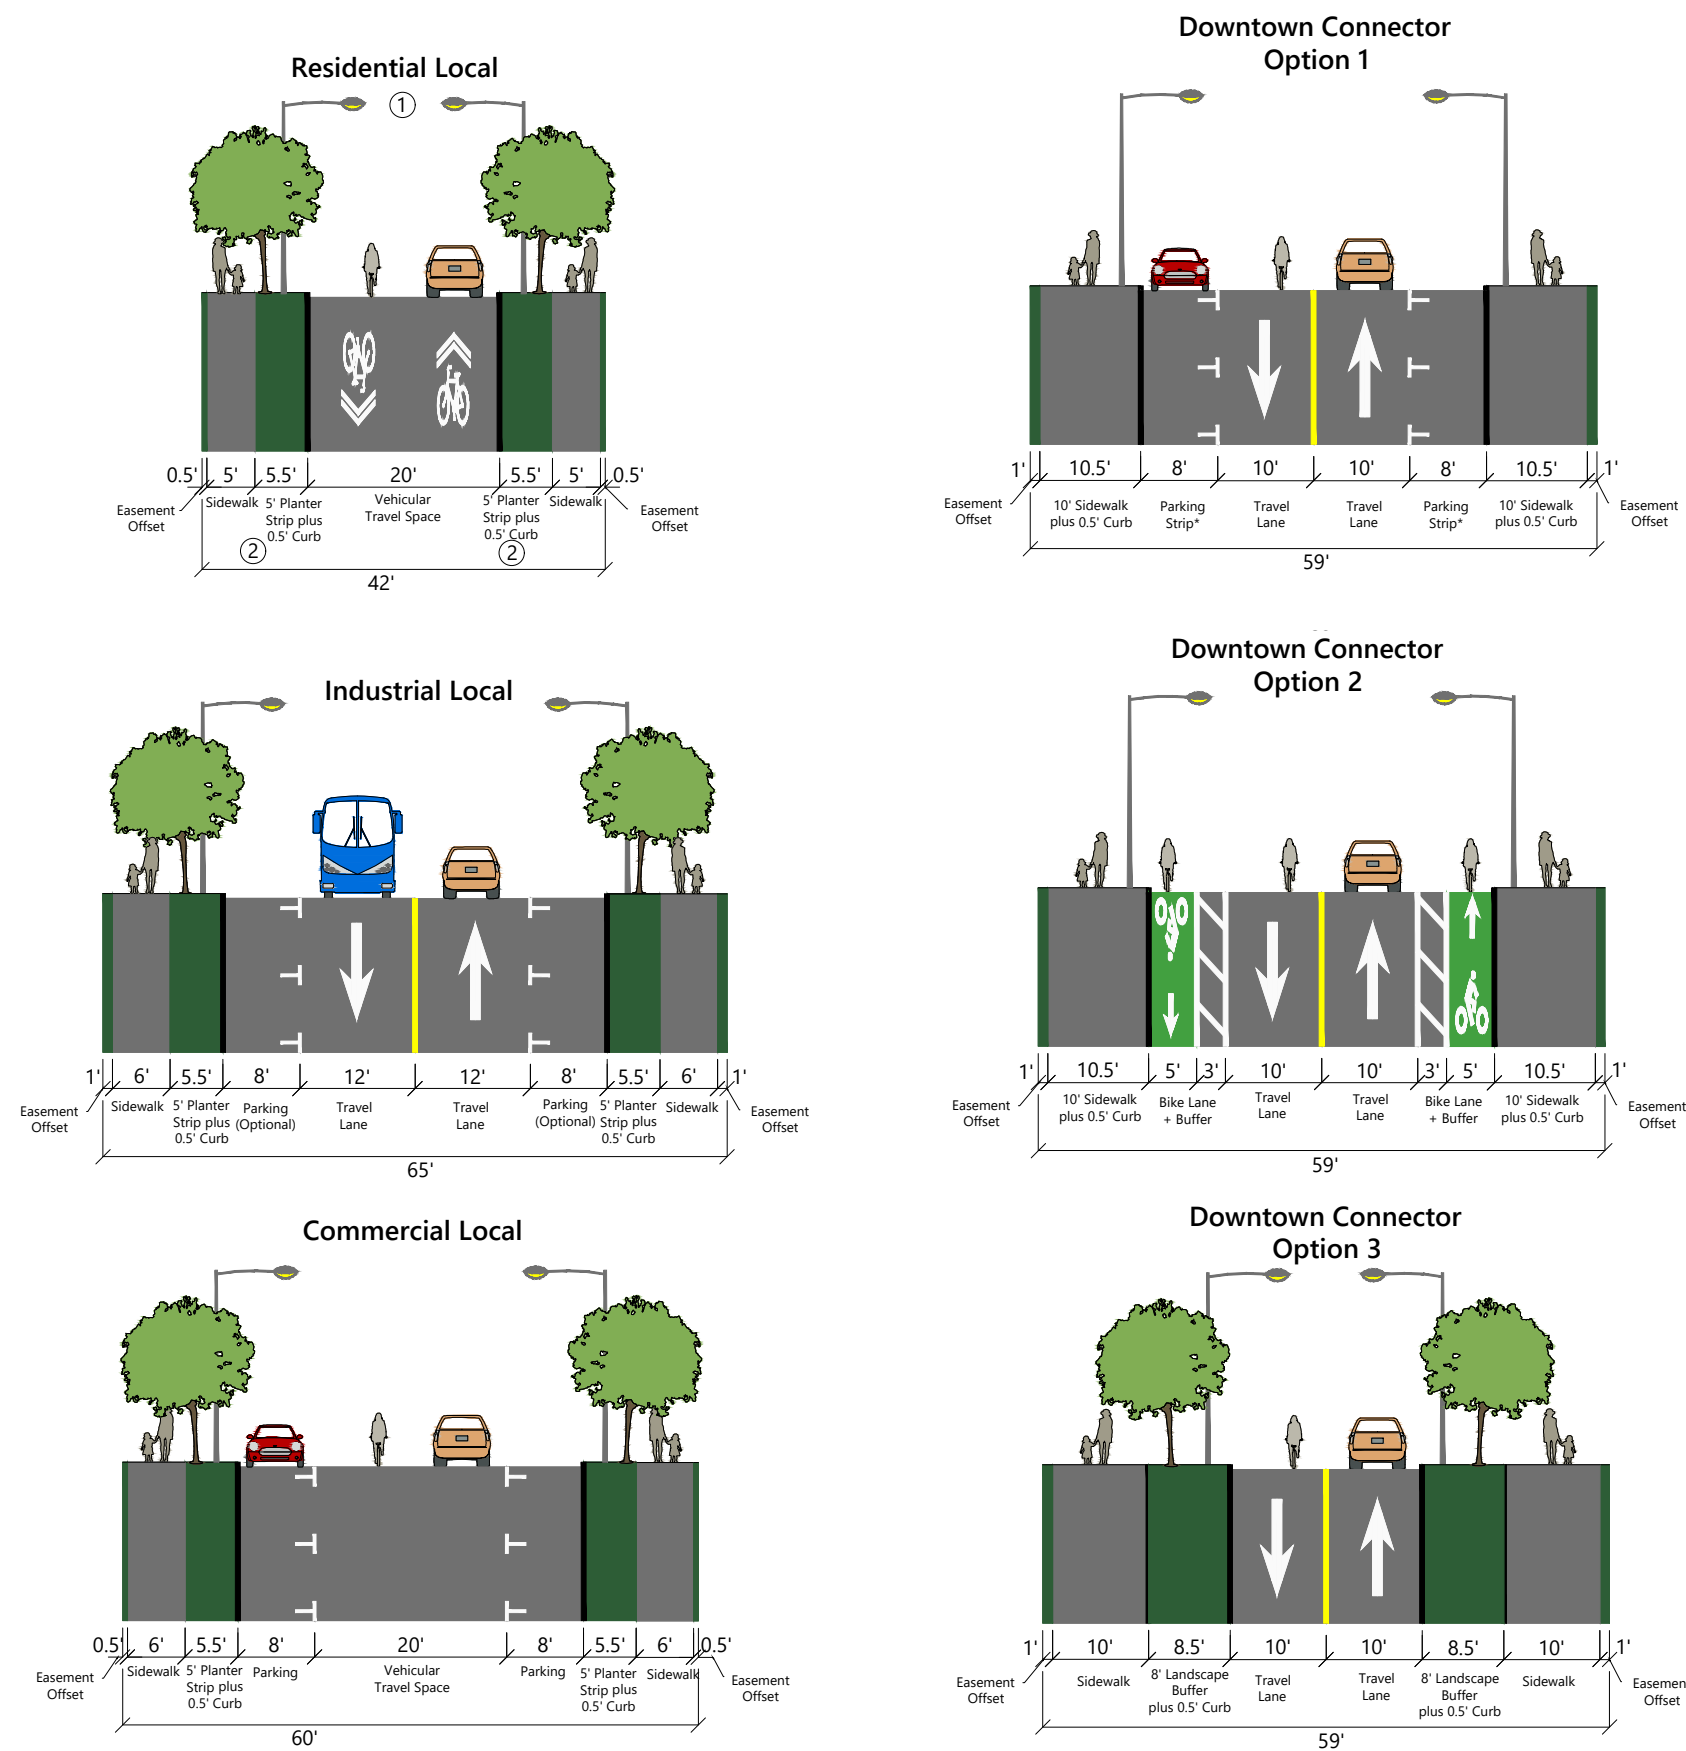 Residential Local
①
0.5' 5' 5.5' 20' 5.5' 5' 0.5'
Easement
Offset
Sidewalk
5' Planter
Strip plus
0.5' Curb
②
Vehicular
Travel Space
5' Planter
Strip plus
0.5' Curb
②
Sidewalk
Easement
Offset
42'
Downtown Connector
Option 1
1' 10.5' 8' 10' 10' 8' 10.5' 1'
Easement
Offset
10' Sidewalk
plus 0.5' Curb
Parking
Strip*
Travel
Lane
Travel
Lane
Parking
Strip*
10' Sidewalk
plus 0.5' Curb
Easement
Offset
59'
Industrial Local
1' 6' 5.5' 8' 12' 12' 8' 5.5' 6' 1'
Easement
Offset
Sidewalk
5' Planter
Strip plus
0.5' Curb
Parking
(Optional)
Travel
Lane
Travel
Lane
Parking
(Optional)
5' Planter
Strip plus
0.5' Curb
Sidewalk
Easement
Offset
65'
Downtown Connector
Option 2
1' 10.5' 5' 3' 10' 10' 3' 5' 10.5' 1'
Easement
Offset
10' Sidewalk
plus 0.5' Curb
Bike Lane
+ Buffer
Travel
Lane
Travel
Lane
Bike Lane
+ Buffer
10' Sidewalk
plus 0.5' Curb
Easement
Offset
59'
Commercial Local
0.5' 6' 5.5' 8' 20' 8' 5.5' 6' 0.5'
Easement
Offset
Sidewalk
5' Planter
Strip plus
0.5' Curb
Parking
Vehicular
Travel Space
Parking
5' Planter
Strip plus
0.5' Curb
Sidewalk
Easement
Offset
60'
Downtown Connector
Option 3
1' 10' 8.5' 10' 10' 8.5' 10' 1'
Easement
Offset
Sidewalk
8' Landscape
Buffer
plus 0.5' Curb
Travel
Lane
Travel
Lane
8' Landscape
Buffer
plus 0.5' Curb
Sidewalk
Easement
Offset
59'